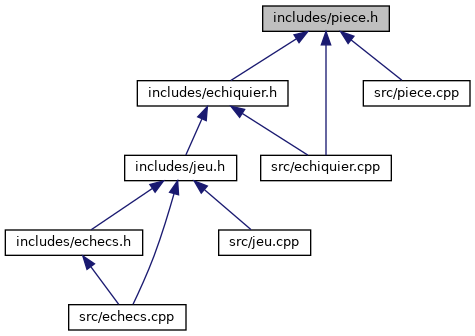 includes/piece.h
includes/echiquier.h
src/piece.cpp
includes/jeu.h
src/echiquier.cpp
includes/echecs.h
src/jeu.cpp
src/echecs.cpp